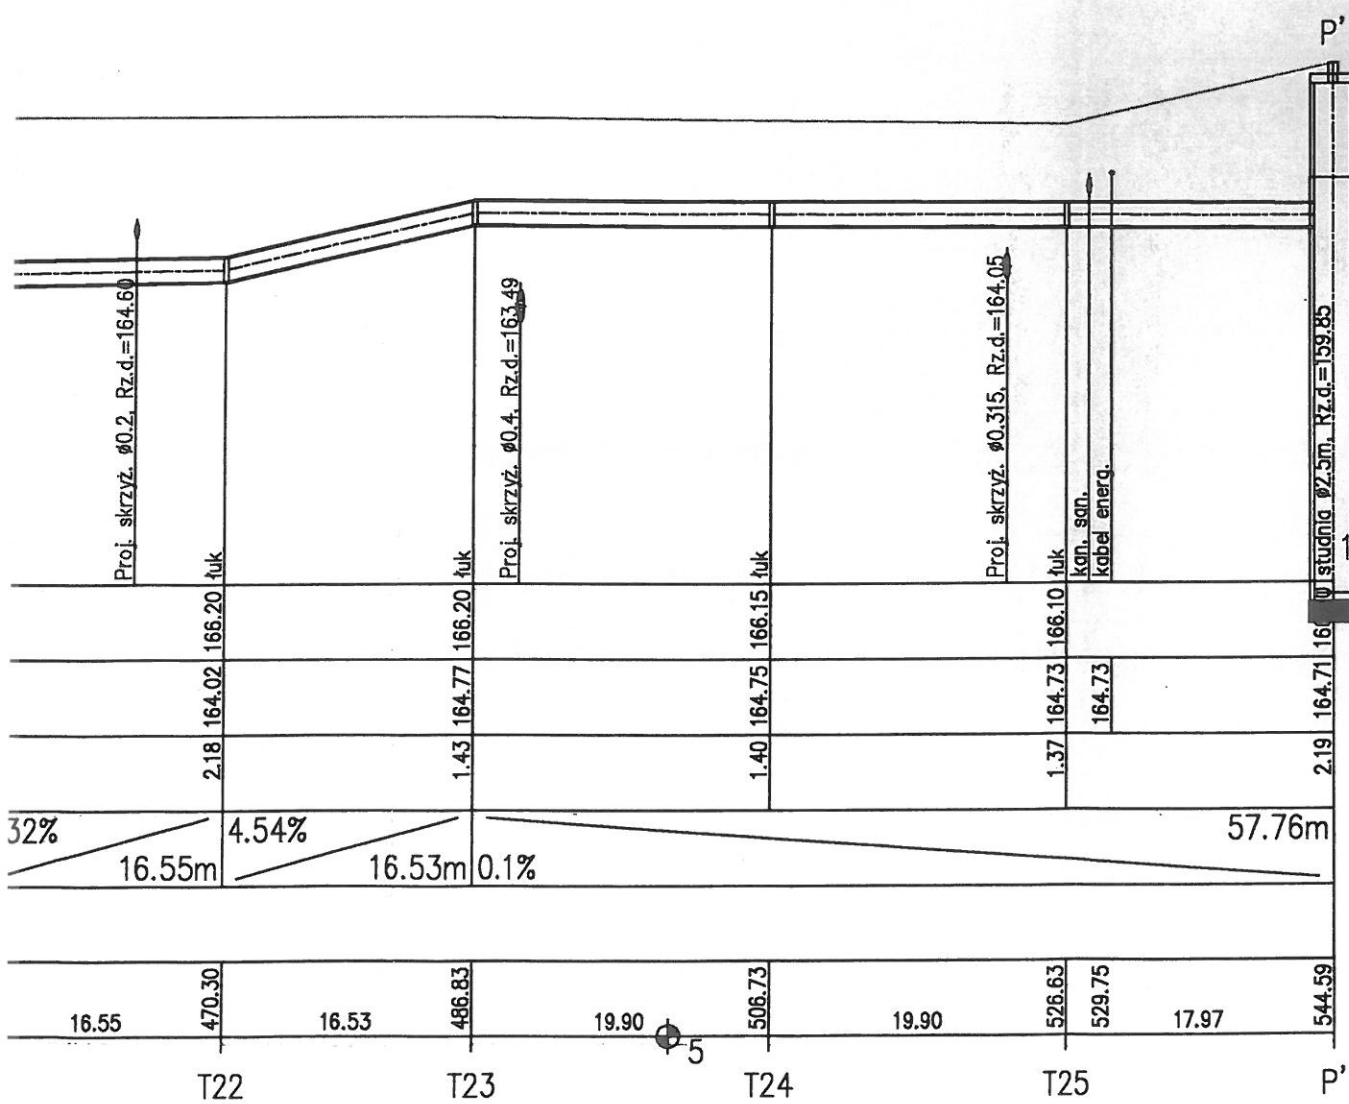 P'
Proj. skrzyż. ø0.2, Rz.d.=164.60
łuk
łuk
Proj. skrzyż. ø0.4, Rz.d.=163.49
łuk
Proj. skrzyż. ø0.315, Rz.d.=164.05
łuk
kan. san.
kabel energ.
studnia ø2.5m, Rz.d.=159.85
1
166.20
166.20
166.15
166.10
164.02
164.77
164.75
164.73
164.73
164.71
2.18
1.43
1.40
1.37
2.19
32%
4.54%
57.76m
16.55m
16.53m
0.1%
470.30
486.83
506.73
526.63
529.75
544.59
16.55
16.53
19.90
19.90
17.97
5
T22
T23
T24
T25
P'